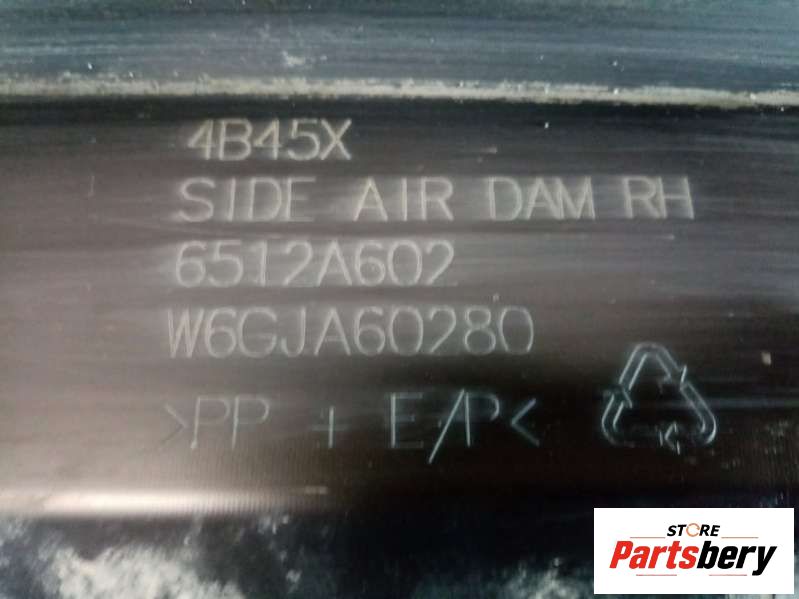 4B45X
SIDE AIR DAM RH
6512A602
W6GJA60280
>PP + E/P<
STORE
Partsbery